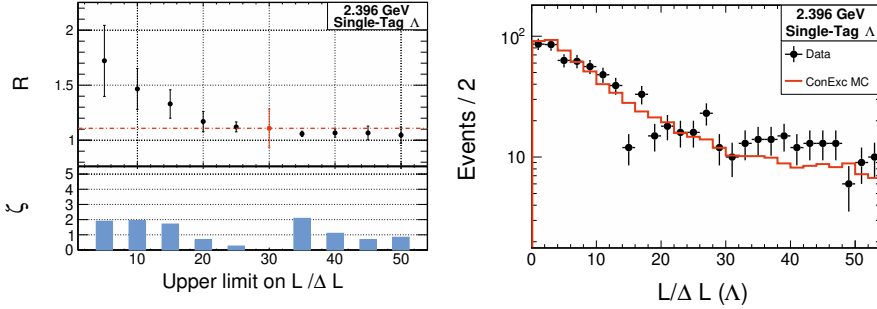 2.396 GeV
Single-Tag Λ
R
2
1.5
1
ζ
5
4
3
2
1
0
10 20 30 40 50
Upper limit on L /Δ L
2.396 GeV
Single-Tag Λ
Data
ConExc MC
Events / 2
10²
10
0 10 20 30 40 50
L/Δ L (Λ)